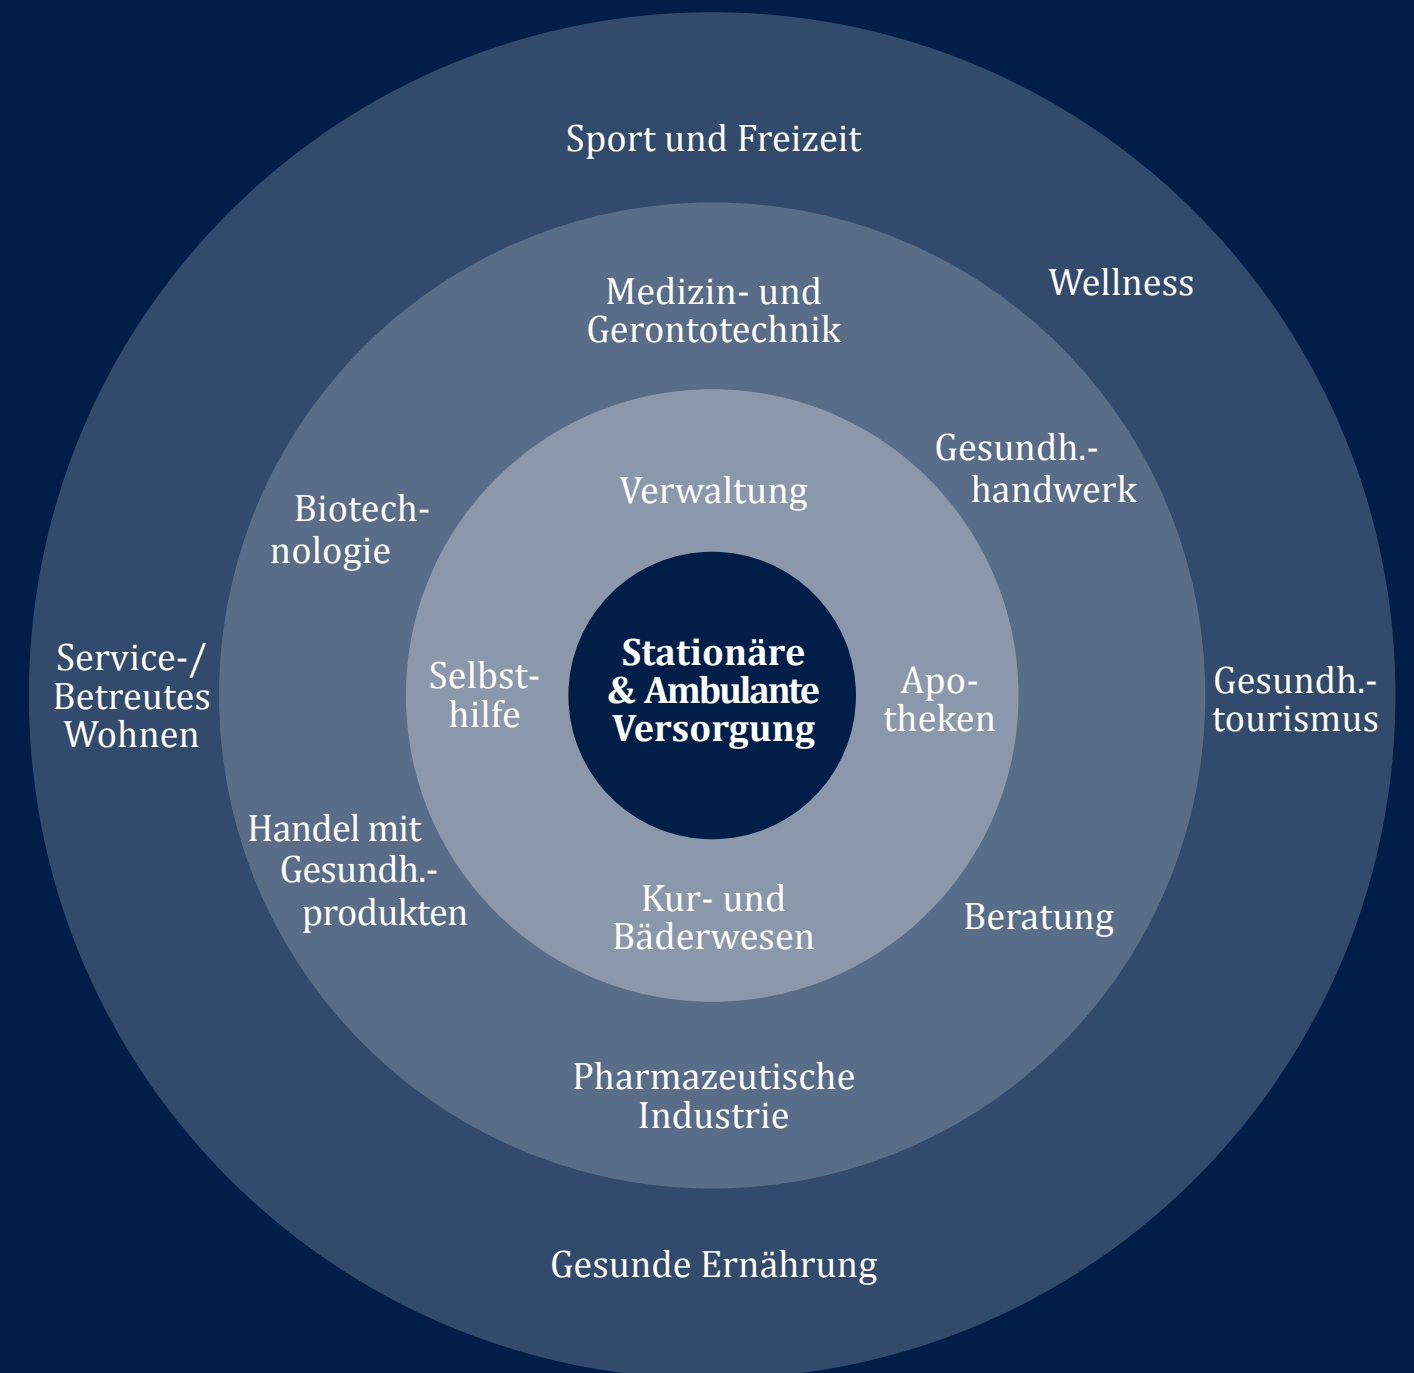 Sport und Freizeit
Wellness
Medizin- und
Gerontotechnik
Gesundh.-
handwerk
Biotech-
nologie
Verwaltung
Service-/
Betreutes
Wohnen
Selbst-
hilfe
Stationäre
& Ambulante
Versorgung
Apo-
theken
Gesundh.-
tourismus
Handel mit
Gesundh.-
produkten
Kur- und
Bäderwesen
Beratung
Pharmazeutische
Industrie
Gesunde Ernährung